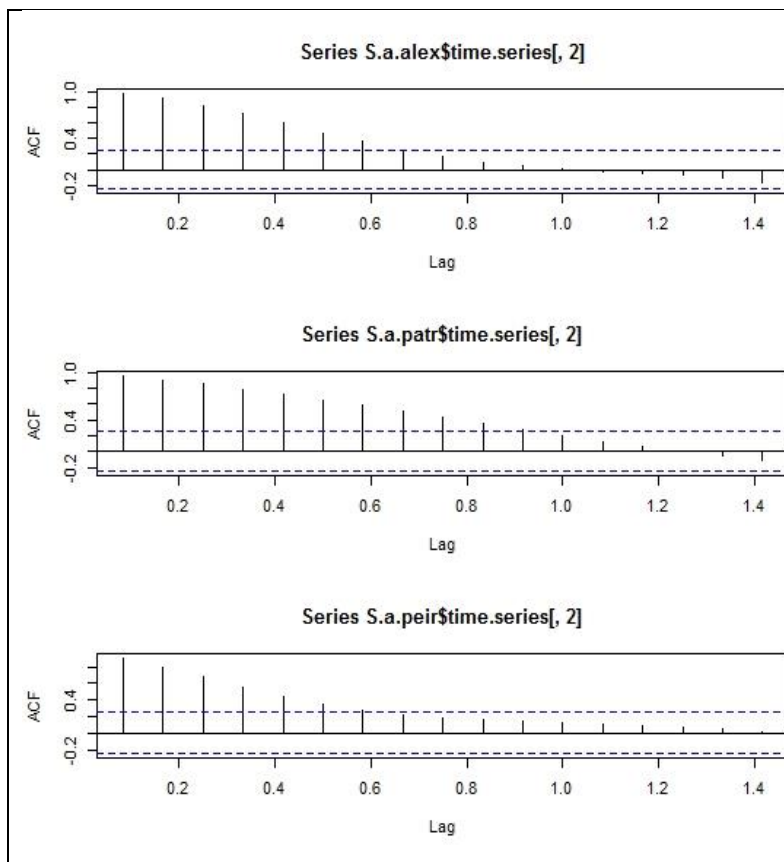 Series S.a.alex$time.series[, 2]
ACF
1.0
0.4
-0.2
0.2 0.4 0.6 0.8 1.0 1.2 1.4
Lag
Series S.a.patr$time.series[, 2]
ACF
1.0
0.4
-0.2
0.2 0.4 0.6 0.8 1.0 1.2 1.4
Lag
Series S.a.peir$time.series[, 2]
ACF
0.4
-0.2
0.2 0.4 0.6 0.8 1.0 1.2 1.4
Lag